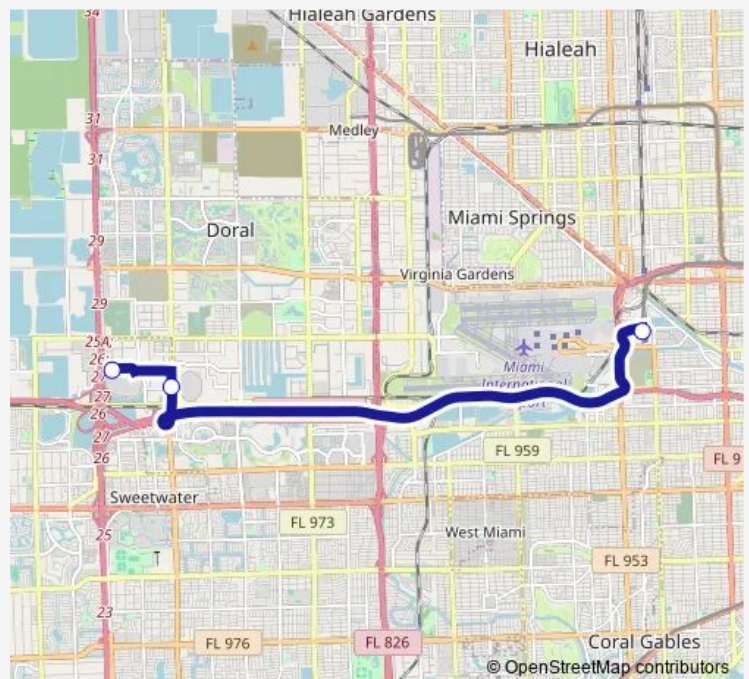 34
Hialeah Gardens
Hialeah
31
Medley
31
Miami Springs
Doral
29
Virginia Gardens
29
25A
26
Miami
International
27
26
27
FL 959
26
FL 9
Sweetwater
FL 973
25
West Miami
FL 953
23
FL 976
FL 826
Coral Gables
© OpenStreetMap contributors